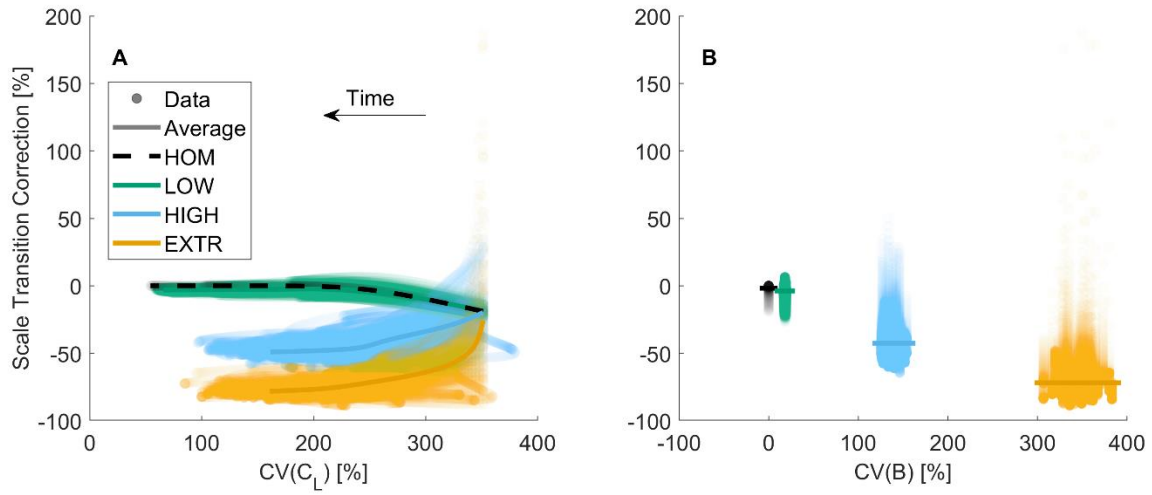 A
Data
Average
HOM
LOW
HIGH
EXTR
Time
200
150
100
50
0
-50
-100
Scale Transition Correction [%]
0 100 200 300 400
CV(C_L) [%]
B
200
150
100
50
0
-50
-100
-100 0 100 200 300 400
CV(B) [%]